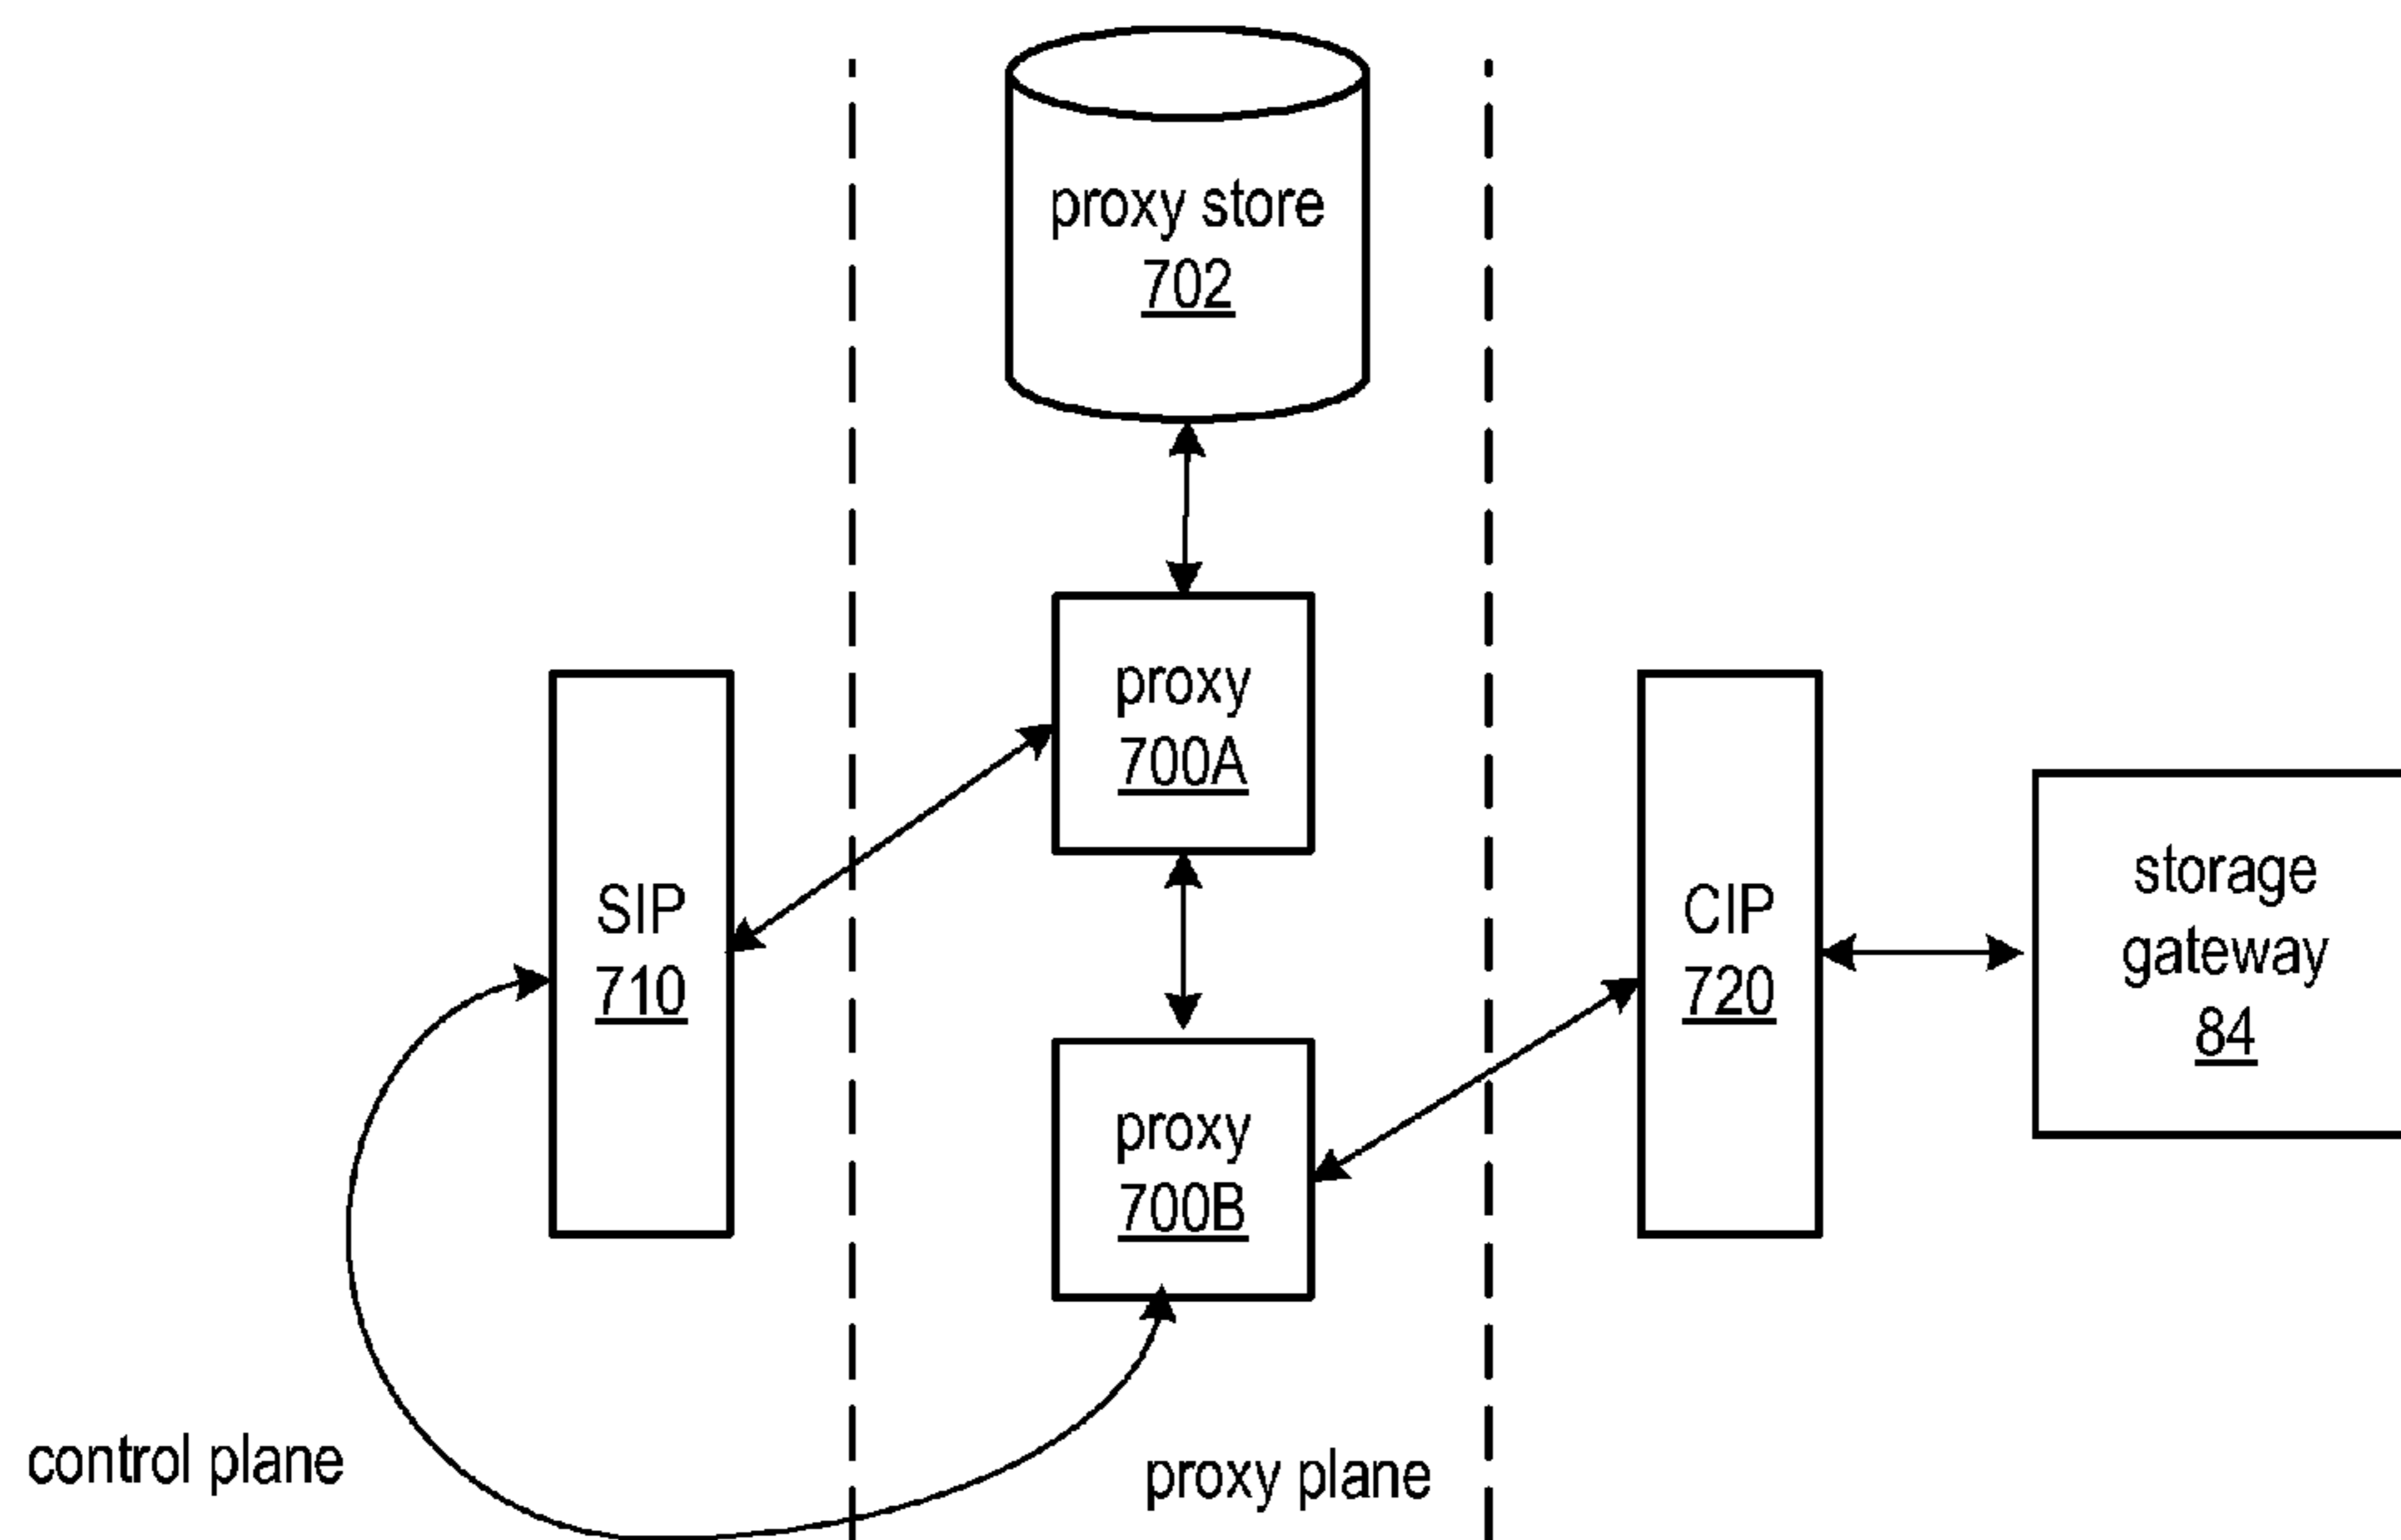 proxy store
702
proxy
700A
SIP
710
CIP
720
storage
gateway
84
proxy
700B
control plane
proxy plane